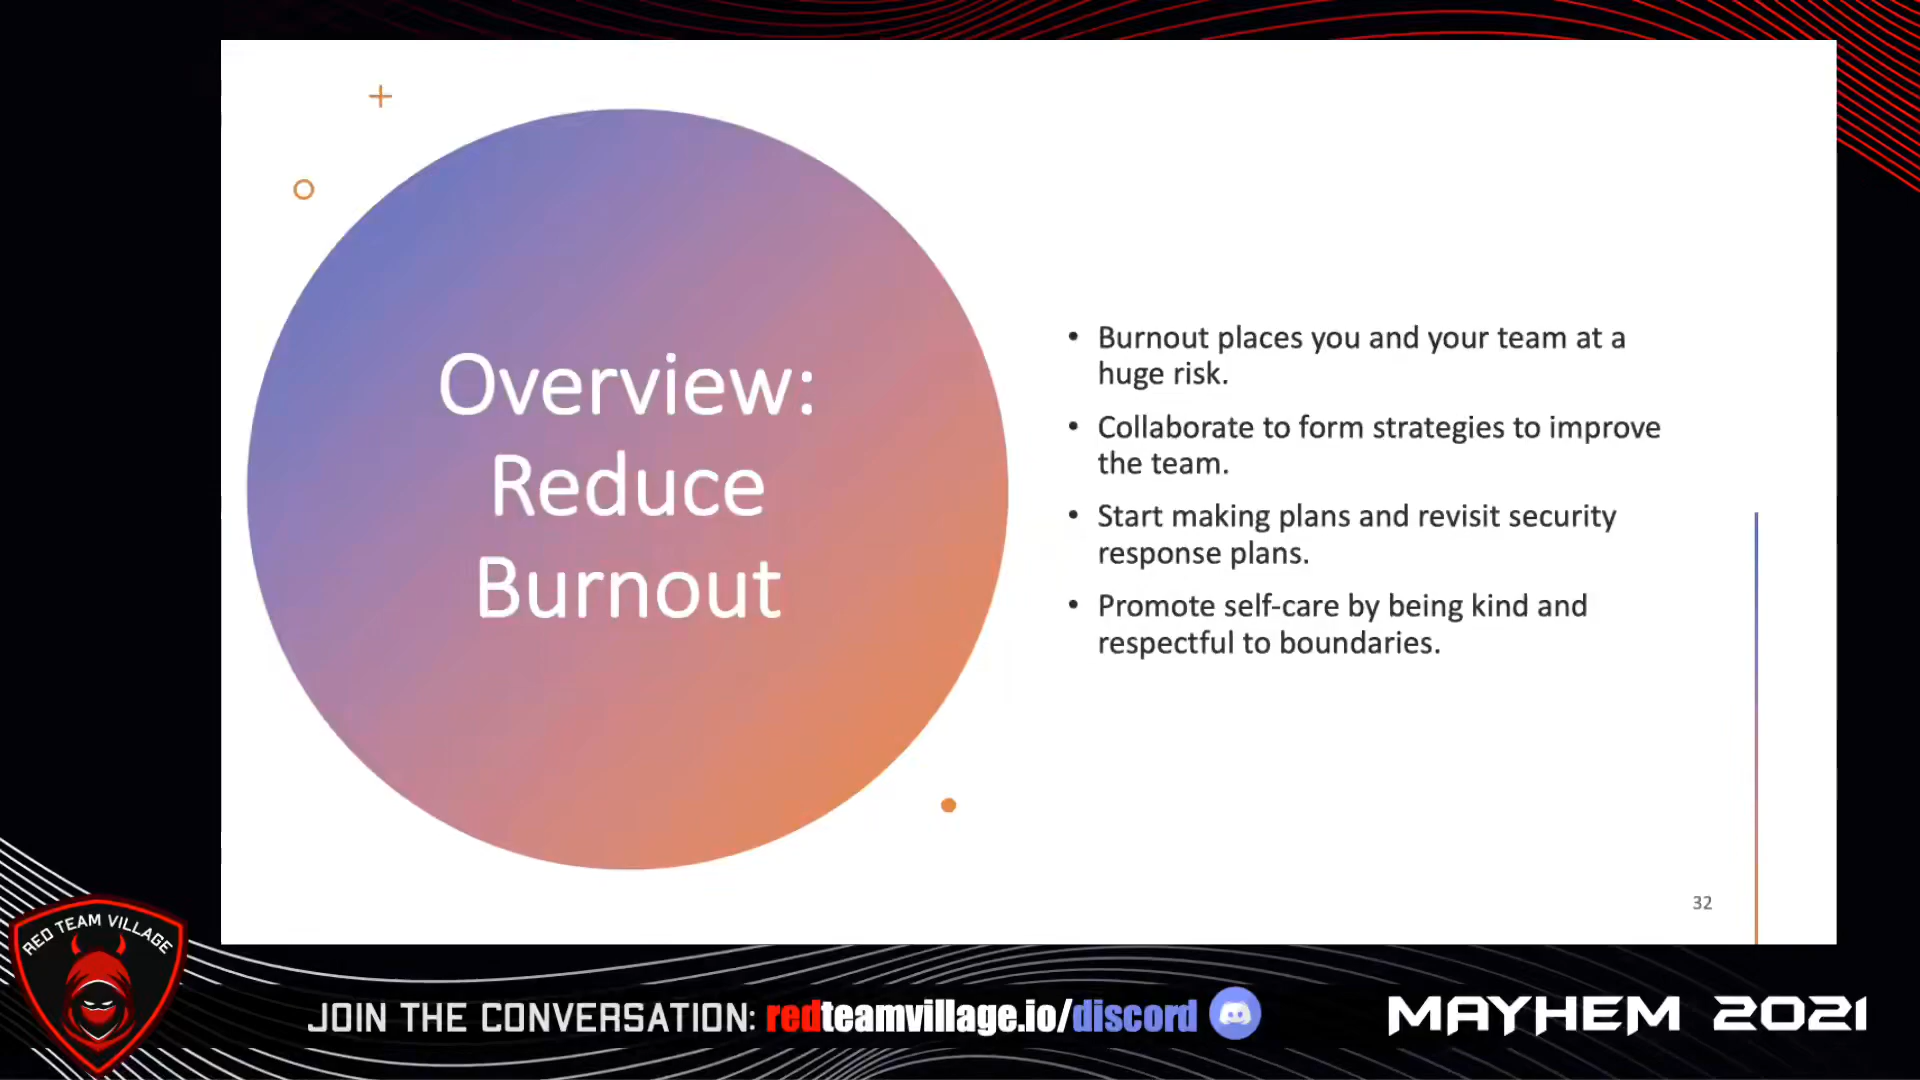 Overview:
Reduce
Burnout
• Burnout places you and your team at a
huge risk.
• Collaborate to form strategies to improve
the team.
• Start making plans and revisit security
response plans.
• Promote self-care by being kind and
respectful to boundaries.
32
RED TEAM VILLAGE
JOIN THE CONVERSATION: redteamvillage.io/discord
MAYHEM 2021